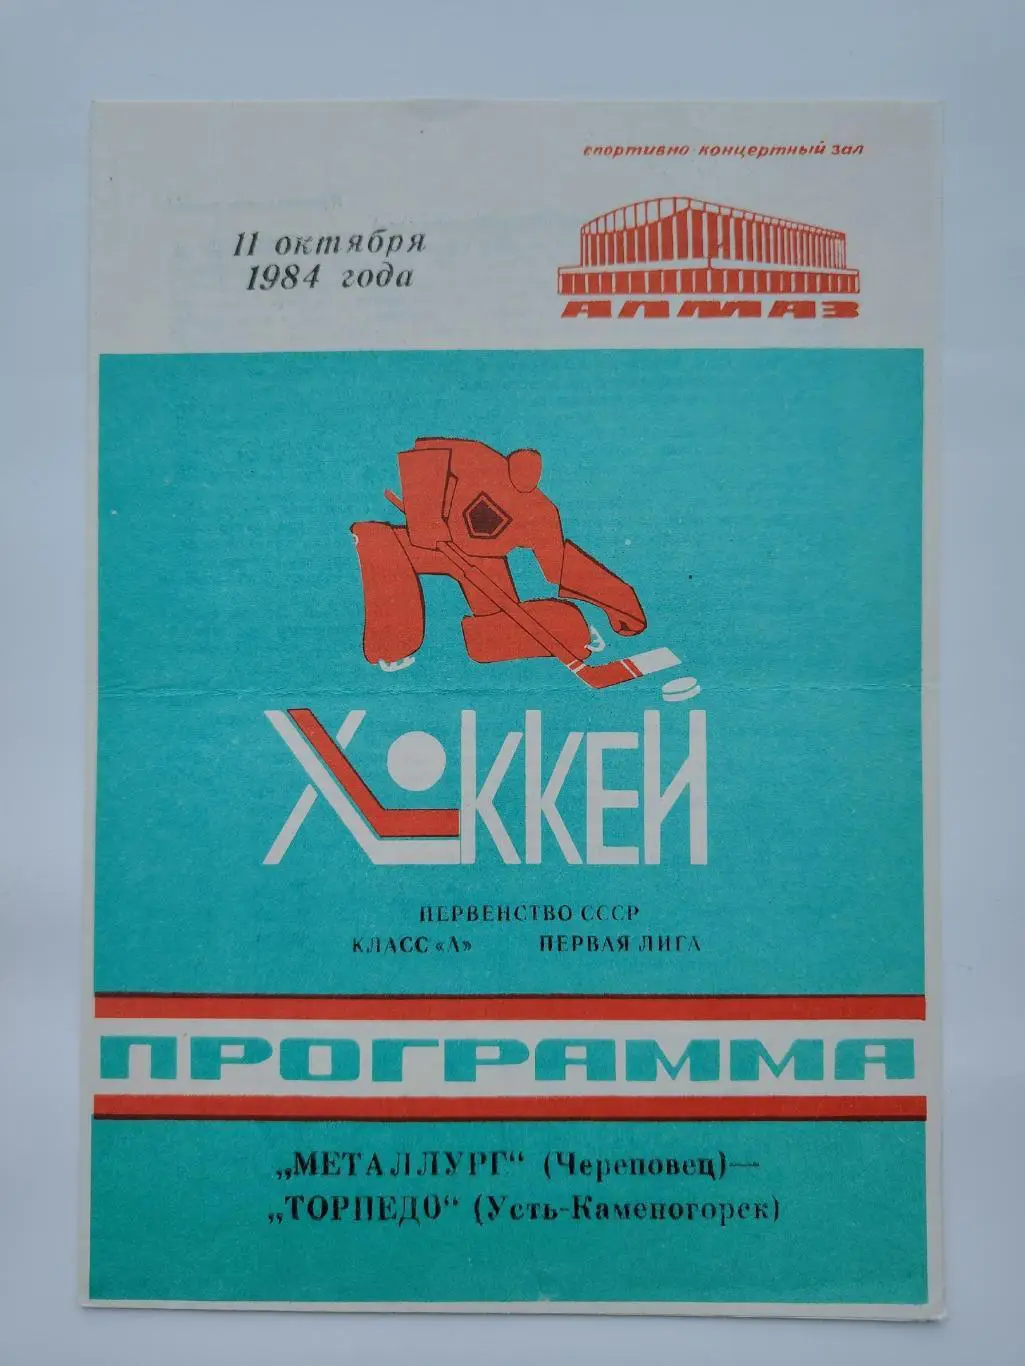 спортивно-концертный зал
АЛМАЗ
11 октября
1984 года
ХОККЕЙ
ПЕРВЕНСТВО СССР
КЛАСС «А» ПЕРВАЯ ЛИГА
ПРОГРАММА
„МЕТАЛЛУРГ“ (Череповец)—
„ТОРПЕДО“ (Усть-Каменогорск)